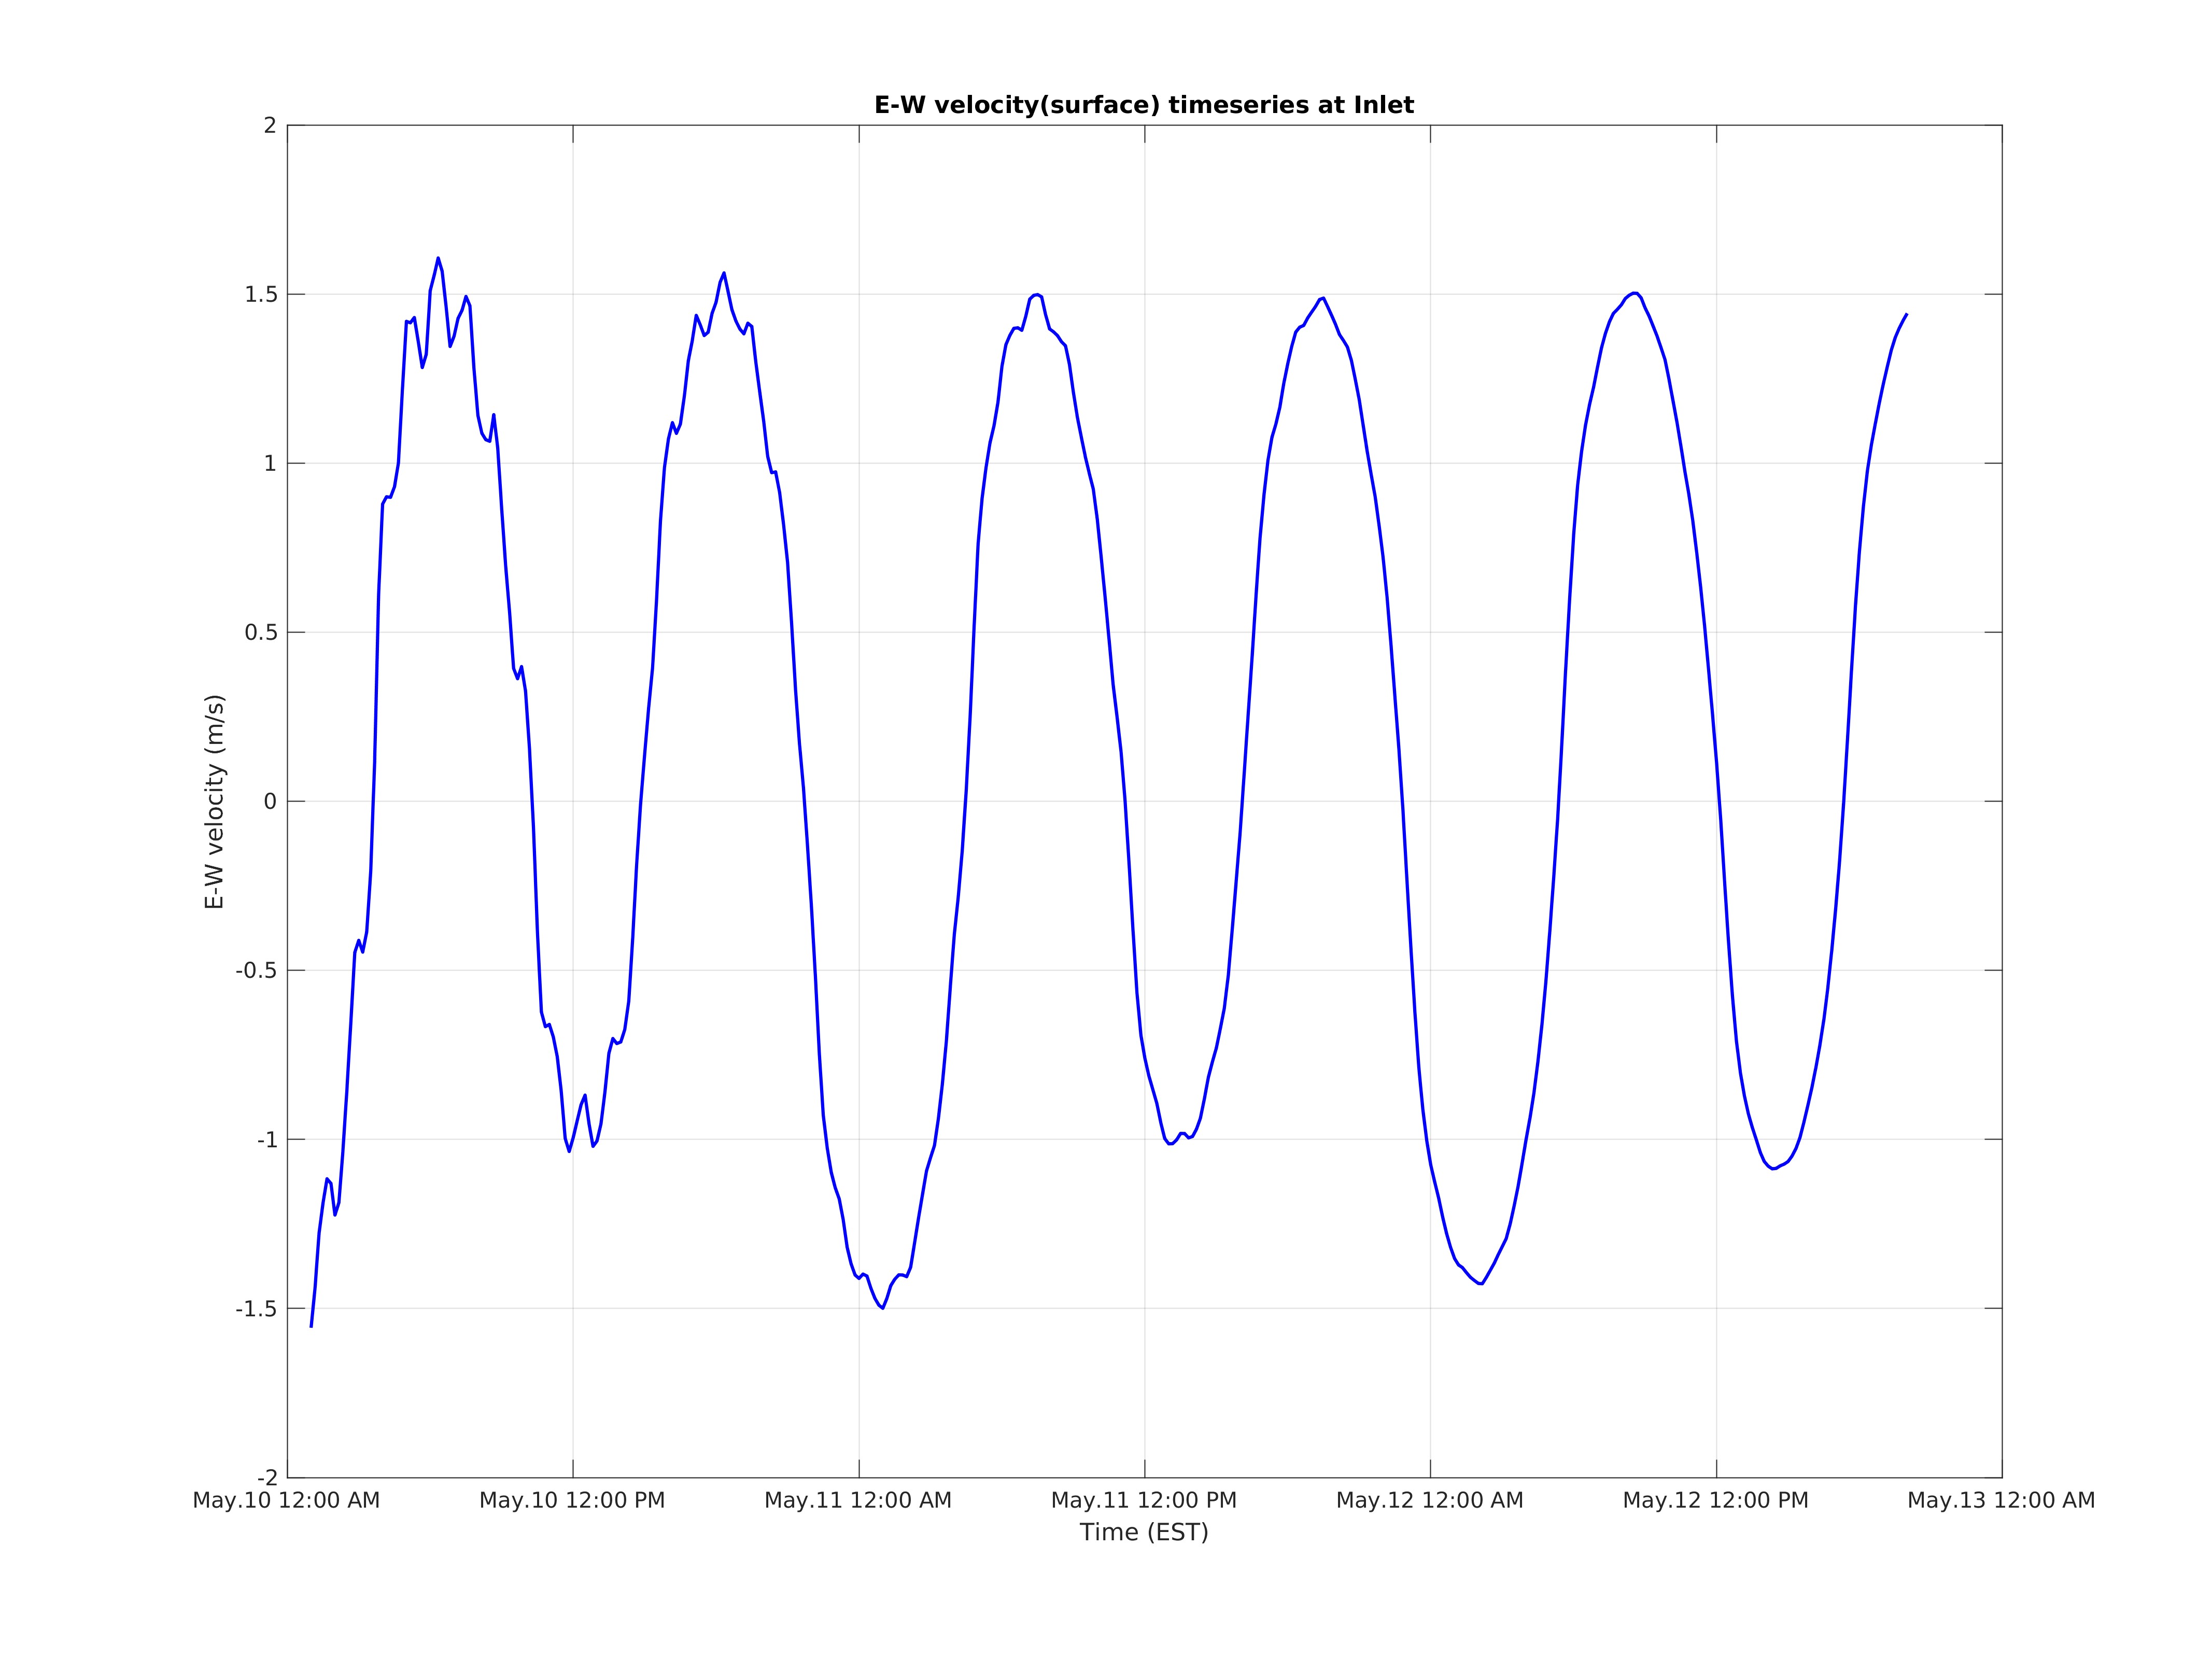 E-W velocity(surface) timeseries at Inlet
2
1.5
1
0.5
0
-0.5
-1
-1.5
-2
E-W velocity (m/s)
May.10 12:00 AM May.10 12:00 PM May.11 12:00 AM May.11 12:00 PM May.12 12:00 AM May.12 12:00 PM May.13 12:00 AM
Time (EST)